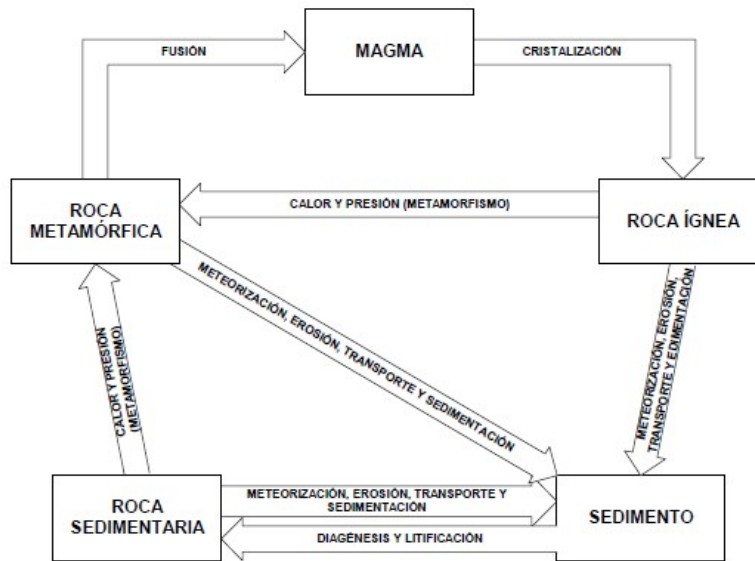 FUSIÓN
MAGMA
CRISTALIZACIÓN
ROCA
METAMÓRFICA
CALOR Y PRESIÓN (METAMORFISMO)
ROCA ÍGNEA
METEORIZACIÓN, EROSIÓN, TRANSPORTE Y SEDIMENTACIÓN
METEORIZACIÓN, EROSIÓN,
TRANSPORTE Y EDIMENTACIÓN
CALOR Y PRESIÓN
(METAMORFISMO)
ROCA
SEDIMENTARIA
METEORIZACIÓN, EROSIÓN, TRANSPORTE Y
SEDIMENTACIÓN
DIAGÉNESIS Y LITIFICACIÓN
SEDIMENTO